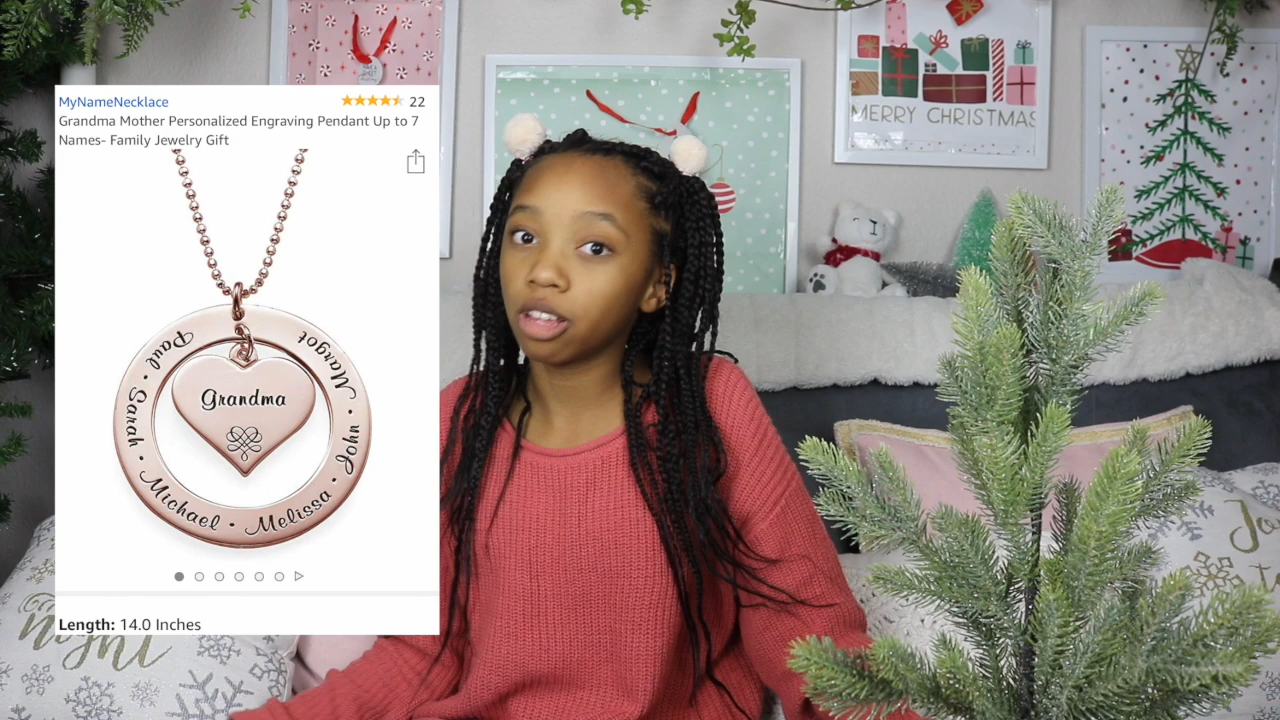 MyNameNecklace
22
Grandma Mother Personalized Engraving Pendant Up to 7
Names- Family Jewelry Gift
Grandma
Paul · Sarah · Michael · Melissa · John · Margot
Length: 14.0 Inches
MERRY CHRISTMAS
night